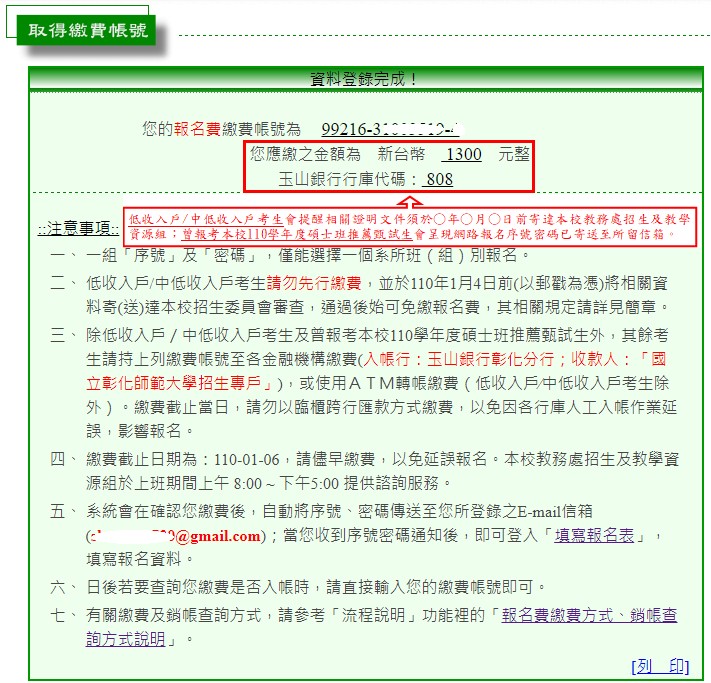 取得繳費帳號
資料登錄完成！
您的報名費繳費帳號為 99216-3
您應繳之金額為 新台幣 1300 元整
玉山銀行行庫代碼：808
低收入戶/中低收入戶考生會提醒相關證明文件須於○年○月○日前寄達本校教務處招生及教學
資源組；曾報考本校110學年度碩士班推薦甄試生會呈現網路報名序號密碼已寄送至所留信箱。
::注意事項::
一、 一組「序號」及「密碼」，僅能選擇一個系所班（組）別報名。
二、 低收入戶/中低收入戶考生請勿先行繳費，並於110年1月4日前(以郵戳為憑)將相關資
料寄(送)達本校招生委員會審查，通過後始可免繳報名費，其相關規定請詳見簡章。
三、 除低收入戶／中低收入戶考生及曾報考本校110學年度碩士班推薦甄試生外，其餘考
生請持上列繳費帳號至各金融機構繳費(入帳行：玉山銀行彰化分行；收款人：「國
立彰化師範大學招生專戶」)，或使用ＡＴＭ轉帳繳費（低收入戶/中低收入戶考生除
外）。繳費截止當日，請勿以臨櫃跨行匯款方式繳費，以免因各行庫人工入帳作業延
誤，影響報名。
四、 繳費截止日期為：110-01-06，請儘早繳費，以免延誤報名。本校教務處招生及教學資
源組於上班期間上午 8:00 ~ 下午5:00 提供諮詢服務。
五、 系統會在確認您繳費後，自動將序號、密碼傳送至您所登錄之E-mail信箱
(@gmail.com)；當您收到序號密碼通知後，即可登入「填寫報名表」，
填寫報名資料。
六、 日後若要查詢您繳費是否入帳時，請直接輸入您的繳費帳號即可。
七、 有關繳費及銷帳查詢方式，請參考「流程說明」功能裡的「報名費繳費方式、銷帳查
詢方式說明」。
[列 印]